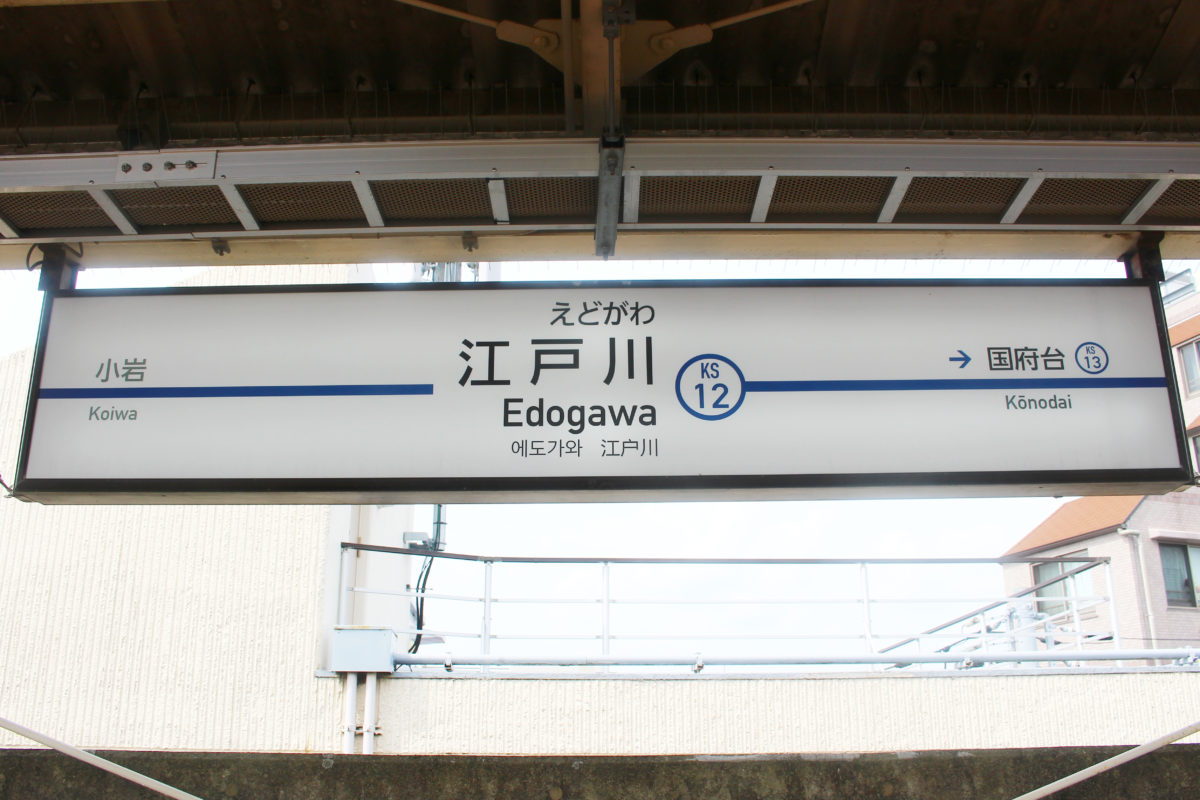 小岩
Koiwa
えどがわ
江戸川
Edogawa
에도가와 江户川
KS
12
→ 国府台
KS
13
Kōnodai